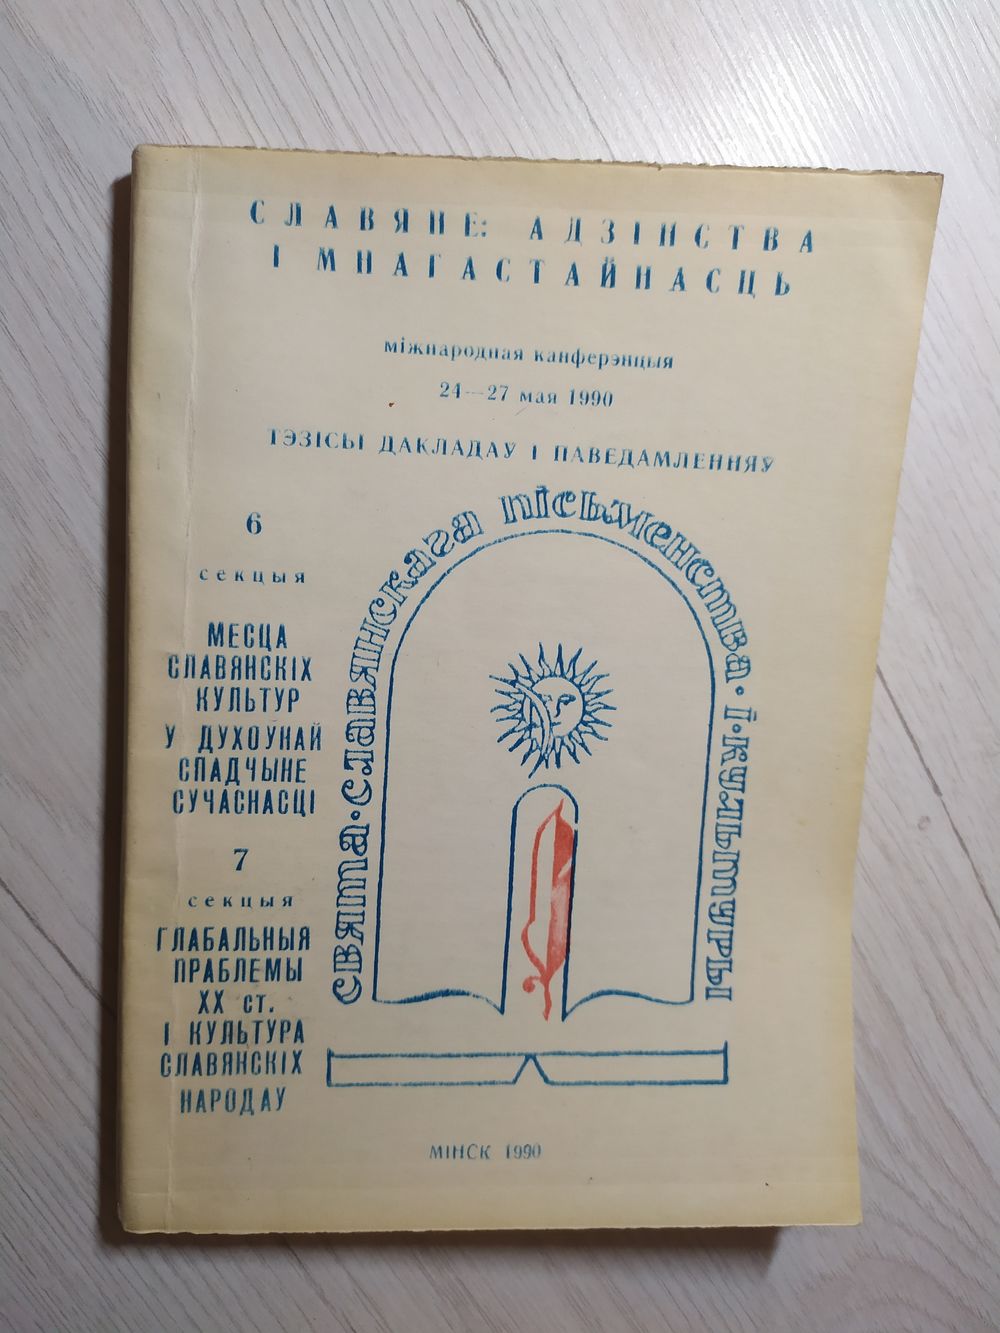 СЛАВЯНЕ: АДЗІНСТВА
І МНАГАСТАЙНАСЦЬ
міжнародная канферэнцыя
24—27 мая 1990
ТЭЗІСЫ ДАКЛАДАЎ І ПАВЕДАМЛЕННЯЎ
6
секцыя
МЕСЦА
СЛАВЯНСКІХ
КУЛЬТУР
У ДУХОЎНАЙ
СПАДЧЫНЕ
СУЧАСНАСЦІ
7
секцыя
ГЛАБАЛЬНЫЯ
ПРАБЛЕМЫ
ХХ ст.
І КУЛЬТУРА
СЛАВЯНСКІХ
НАРОДАЎ
СВЯТА·СЛАВЯНСКАГА ПІСЬМЕНСТВА·Ї·КУЛЬТУРЫ
МІНСК 1990